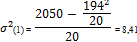 σ²(1) = (2050 − 194²/20)/20 = 8,41